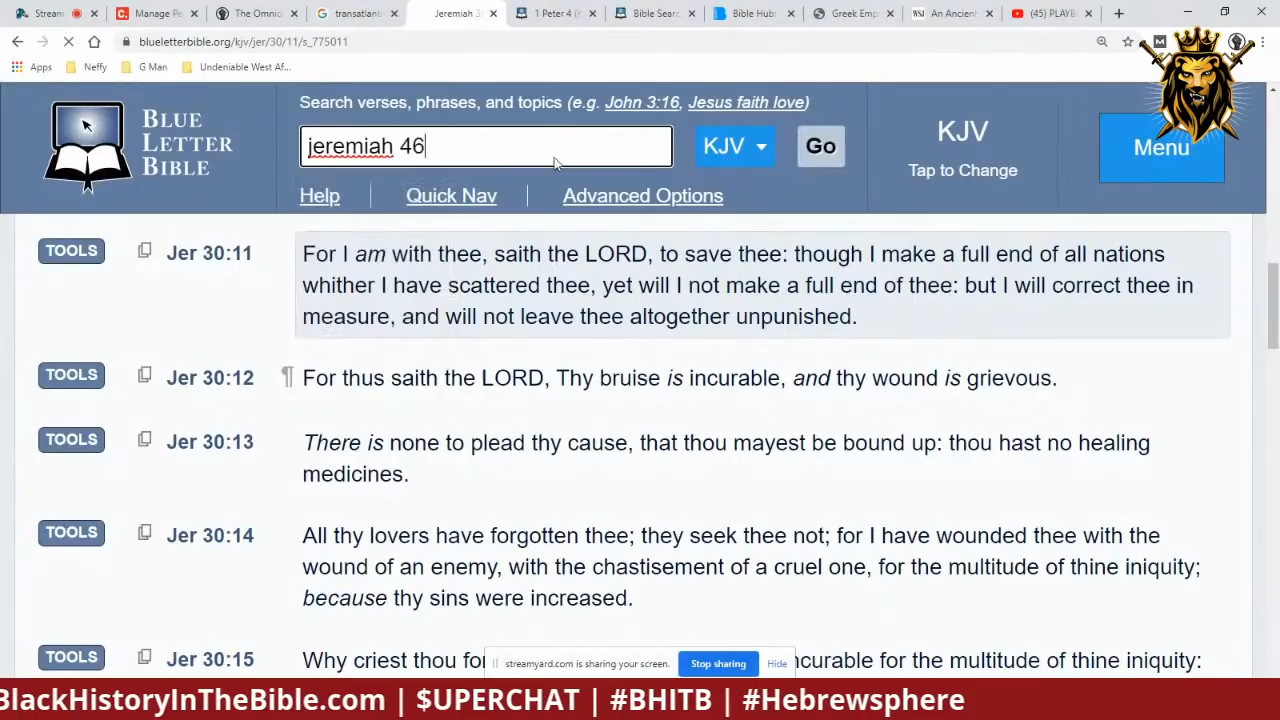 Stream
Manage Pe
The Omnic
transatlanti
Jeremiah 3
1 Peter 4 (
Bible Sear
Bible Hub
Greek Emp
WSJ
An Ancient
(45) PLAYE
blueletterbible.org/kjv/jer/30/11/s_775011
Apps
Neffy
G Man
Undeniable West Af...
Search verses, phrases, and topics (e.g. John 3:16, Jesus faith love)
BLUE
LETTER
BIBLE
jeremiah 46
KJV
Go
KJV
Tap to Change
Menu
Help
Quick Nav
Advanced Options
TOOLS
Jer 30:11
For I am with thee, saith the LORD, to save thee: though I make a full end of all nations
whither I have scattered thee, yet will I not make a full end of thee: but I will correct thee in
measure, and will not leave thee altogether unpunished.
TOOLS
Jer 30:12
¶ For thus saith the LORD, Thy bruise is incurable, and thy wound is grievous.
TOOLS
Jer 30:13
There is none to plead thy cause, that thou mayest be bound up: thou hast no healing
medicines.
TOOLS
Jer 30:14
All thy lovers have forgotten thee; they seek thee not; for I have wounded thee with the
wound of an enemy, with the chastisement of a cruel one, for the multitude of thine iniquity;
because thy sins were increased.
TOOLS
Jer 30:15
Why criest thou fo
ncurable for the multitude of thine iniquity:
streamyard.com is sharing your screen.
Stop sharing
Hide
BlackHistoryInTheBible.com | $UPERCHAT | #BHITB | #Hebrewsphere